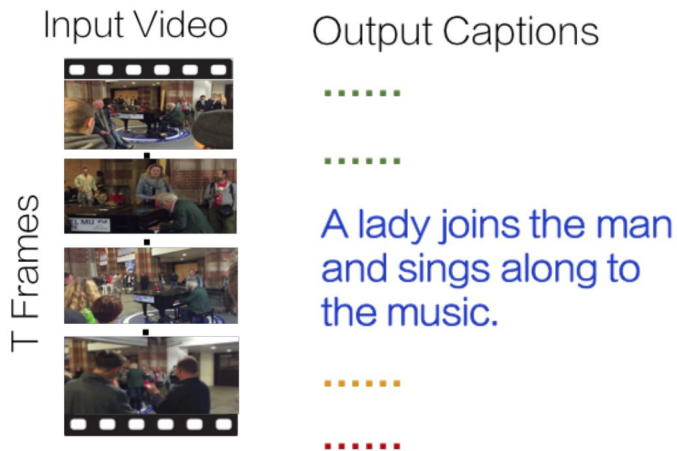 Input Video
Output Captions
T Frames
A lady joins the man
and sings along to
the music.